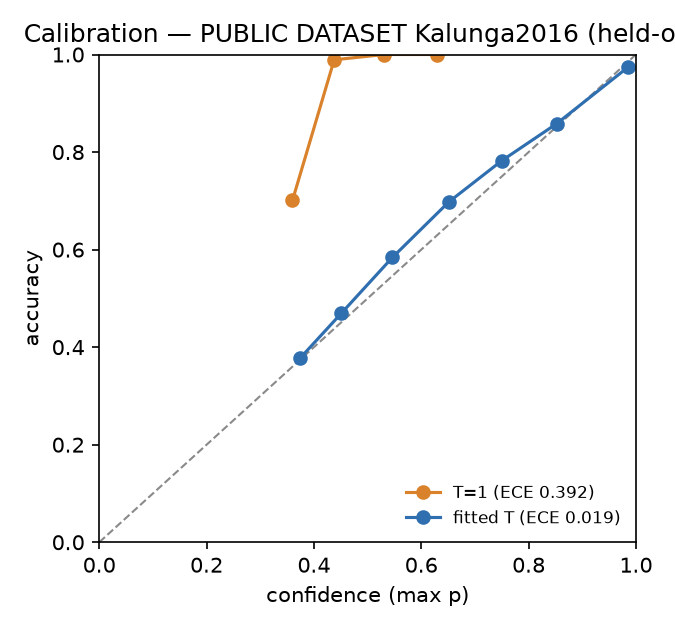 Calibration — PUBLIC DATASET Kalunga2016 (held-o
1.0
0.8
0.6
0.4
0.2
0.0
accuracy
T=1 (ECE 0.392)
fitted T (ECE 0.019)
0.0 0.2 0.4 0.6 0.8 1.0
confidence (max p)